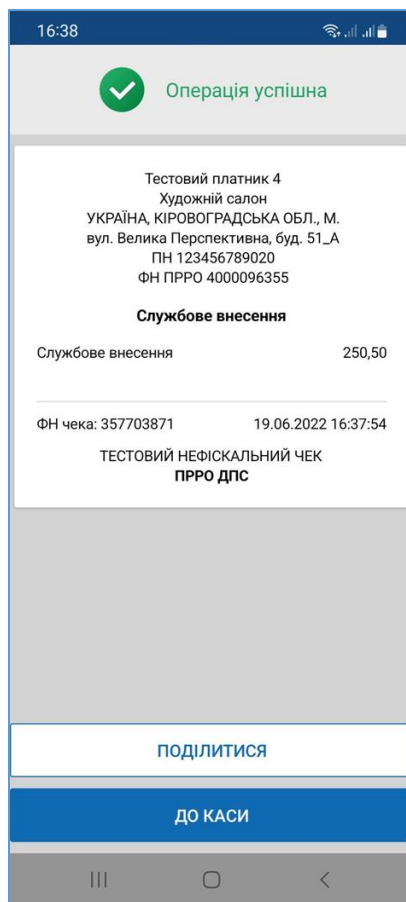 16:38
Операція успішна
Тестовий платник 4
Художній салон
УКРАЇНА, КІРОВОГРАДСЬКА ОБЛ., М.
вул. Велика Перспективна, буд. 51_А
ПН 123456789020
ФН ПРРО 4000096355
Службове внесення
Службове внесення 250,50
ФН чека: 357703871 19.06.2022 16:37:54
ТЕСТОВИЙ НЕФІСКАЛЬНИЙ ЧЕК
ПРРО ДПС
ПОДІЛИТИСЯ
ДО КАСИ